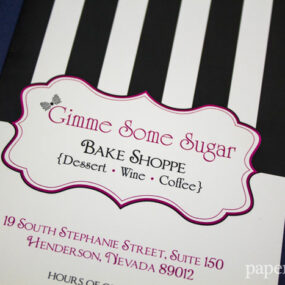 Gimme Some Sugar
Bake Shoppe
{Dessert • Wine • Coffee}
19 South Stephanie Street, Suite 150
Henderson, Nevada 89012
Hours of
paper